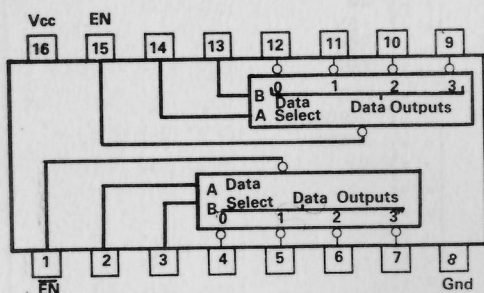 Vcc EN
16 15 14 13 12 11 10 9
0 1 2 3
B Data Data Outputs
A Select
A Data
B Select Data Outputs
0 1 2 3
1 2 3 4 5 6 7 8
EN Gnd